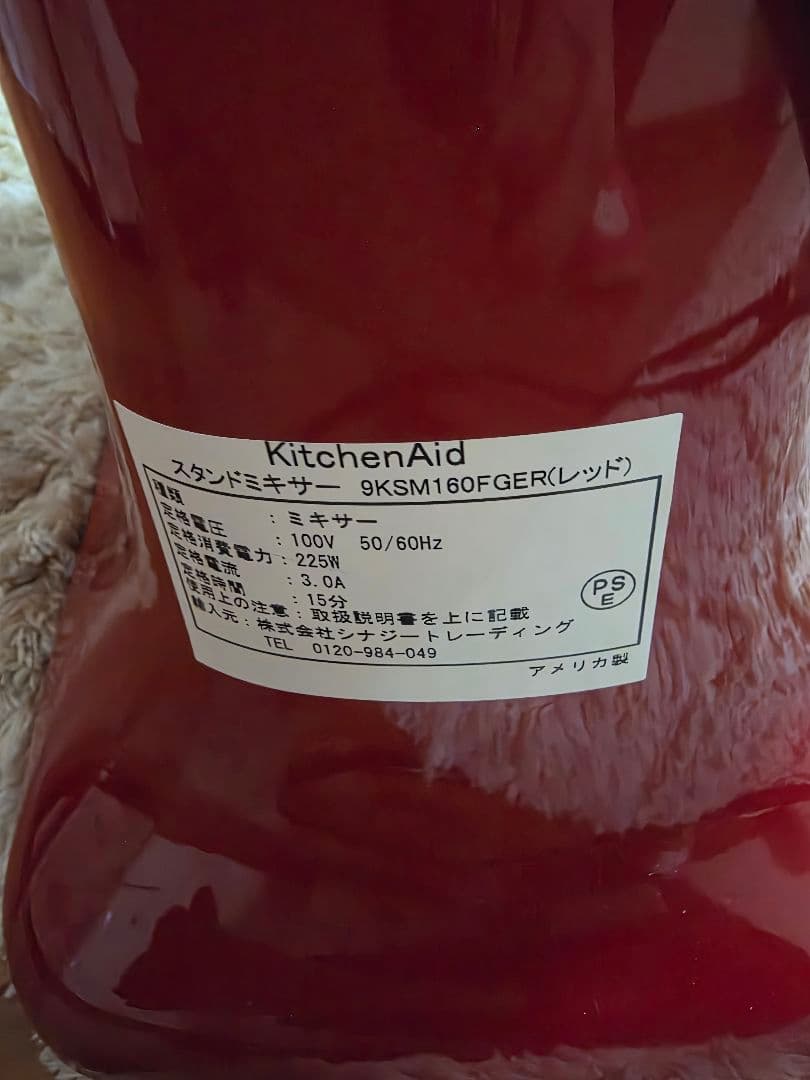 KitchenAid
スタンドミキサー 9KSM160FGER(レッド)
種類 : ミキサー
定格電圧 : 100V 50/60Hz
定格消費電力 : 225W
定格電流 : 3.0A
定格時間 : 15分
使用上の注意 : 取扱説明書を上に記載
輸入元 : 株式会社シナジートレーディング
TEL 0120-984-049
PS
E
アメリカ製